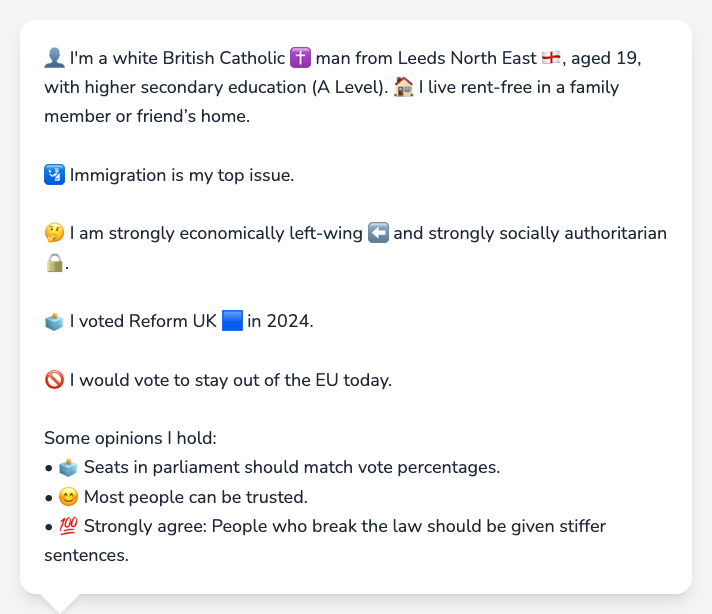 👤 I'm a white British Catholic ✝️ man from Leeds North East 🏴󠁧󠁢󠁥󠁮󠁧󠁿, aged 19,
with higher secondary education (A Level). 🏠 I live rent-free in a family
member or friend’s home.
🛂 Immigration is my top issue.
🤔 I am strongly economically left-wing ⬅️ and strongly socially authoritarian
🔒.
🗳️ I voted Reform UK 🟦 in 2024.
🚫 I would vote to stay out of the EU today.
Some opinions I hold:
• 🗳️ Seats in parliament should match vote percentages.
• 😊 Most people can be trusted.
• 💯 Strongly agree: People who break the law should be given stiffer
sentences.